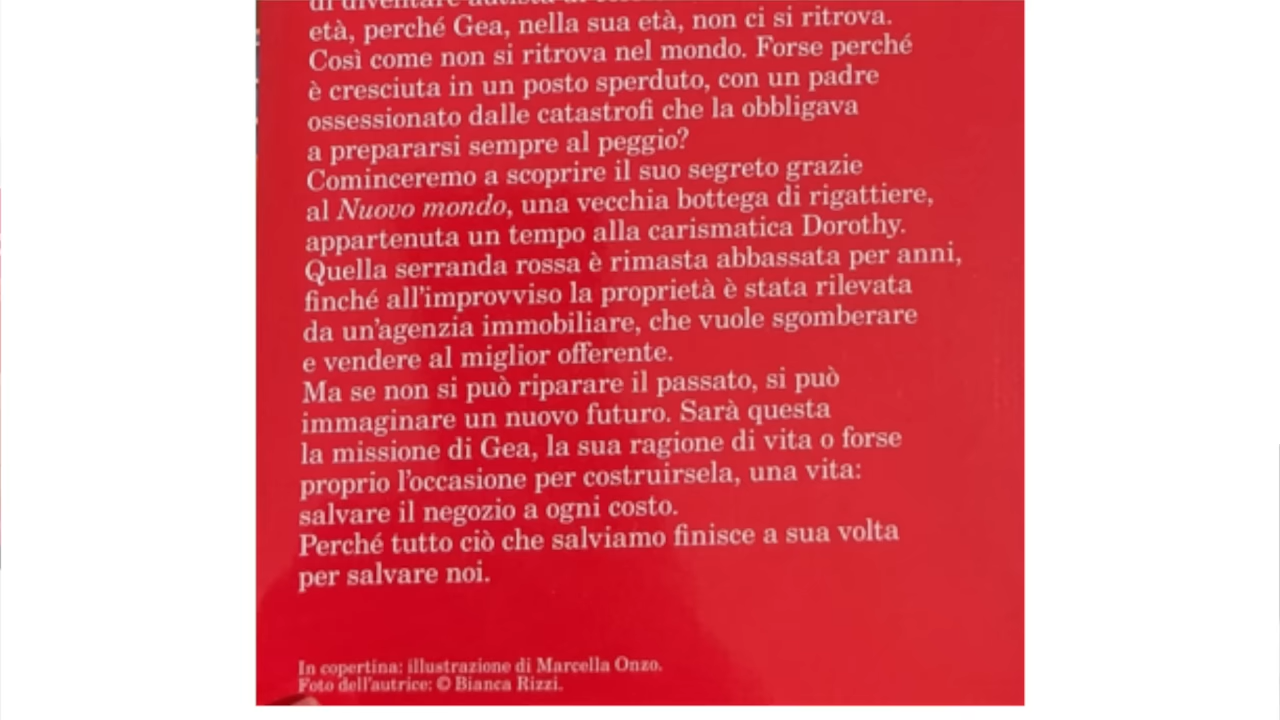 di diventare autista di
età, perché Gea, nella sua età, non ci si ritrova.
Così come non si ritrova nel mondo. Forse perché
è cresciuta in un posto sperduto, con un padre
ossessionato dalle catastrofi che la obbligava
a prepararsi sempre al peggio?
Cominceremo a scoprire il suo segreto grazie
al Nuovo mondo, una vecchia bottega di rigattiere,
appartenuta un tempo alla carismatica Dorothy.
Quella serranda rossa è rimasta abbassata per anni,
finché all'improvviso la proprietà è stata rilevata
da un'agenzia immobiliare, che vuole sgomberare
e vendere al miglior offerente.
Ma se non si può riparare il passato, si può
immaginare un nuovo futuro. Sarà questa
la missione di Gea, la sua ragione di vita o forse
proprio l'occasione per costruirsela, una vita:
salvare il negozio a ogni costo.
Perché tutto ciò che salviamo finisce a sua volta
per salvare noi.
In copertina: illustrazione di Marcella Onzo.
Foto dell'autrice: © Bianca Rizzi.